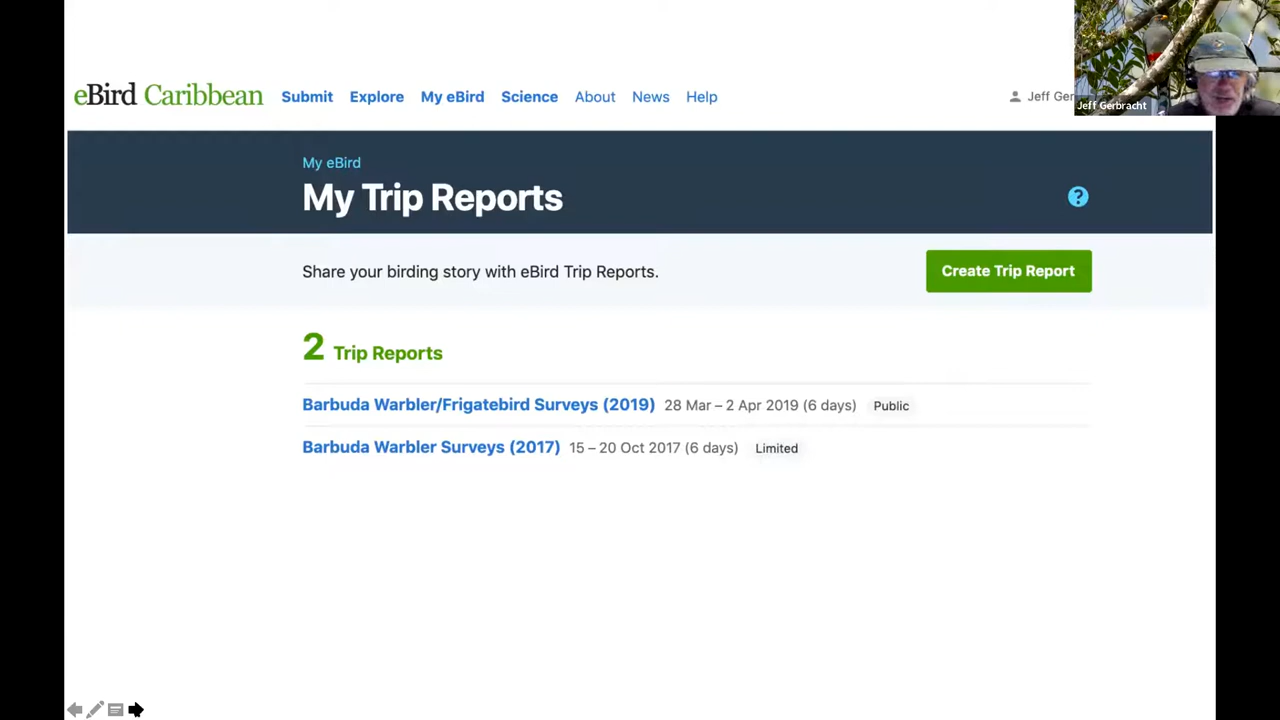 eBird Caribbean Submit Explore My eBird Science About News Help Jeff Ger
Jeff Gerbracht
My eBird
My Trip Reports
?
Share your birding story with eBird Trip Reports.
Create Trip Report
2 Trip Reports
Barbuda Warbler/Frigatebird Surveys (2019) 28 Mar – 2 Apr 2019 (6 days) Public
Barbuda Warbler Surveys (2017) 15 – 20 Oct 2017 (6 days) Limited